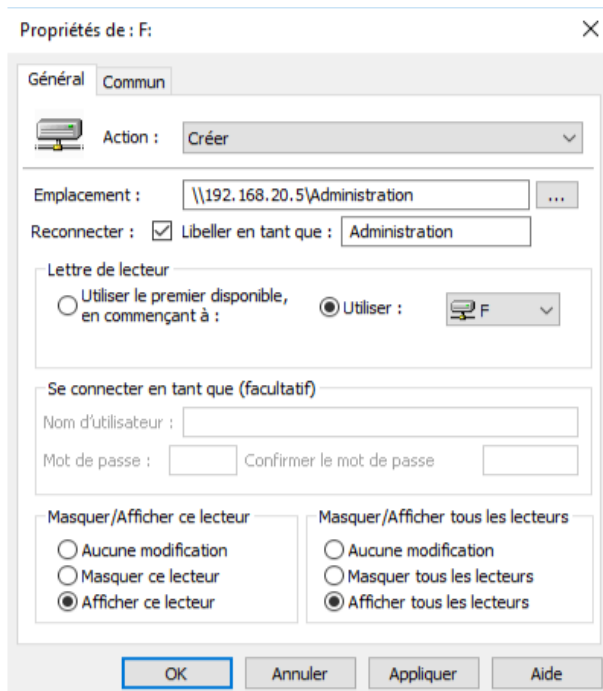 Propriétés de : F:
Général Commun
Action : Créer
Emplacement : \\192.168.20.5\Administration ...
Reconnecter : Libeller en tant que : Administration
Lettre de lecteur
Utiliser le premier disponible,
en commençant à :
Utiliser : F
Se connecter en tant que (facultatif)
Nom d'utilisateur :
Mot de passe : Confirmer le mot de passe
Masquer/Afficher ce lecteur
Aucune modification
Masquer ce lecteur
Afficher ce lecteur
Masquer/Afficher tous les lecteurs
Aucune modification
Masquer tous les lecteurs
Afficher tous les lecteurs
OK Annuler Appliquer Aide